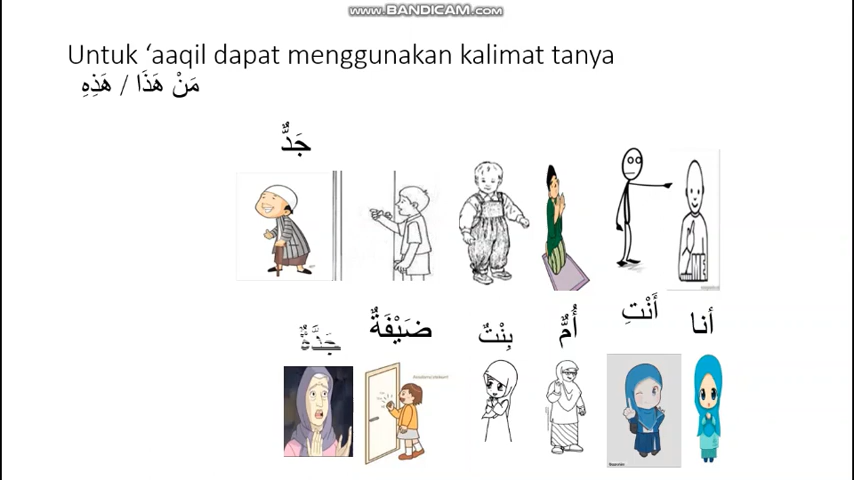 WWW.BANDICAM.COM
Untuk ‘aaqil dapat menggunakan kalimat tanya
مَنْ هَذَا / هَذِهِ
جَدٌّ
أنا
أَنْتِ
أُمٌّ
بِنْتٌ
ضَيْفَةٌ
جَدَّةٌ